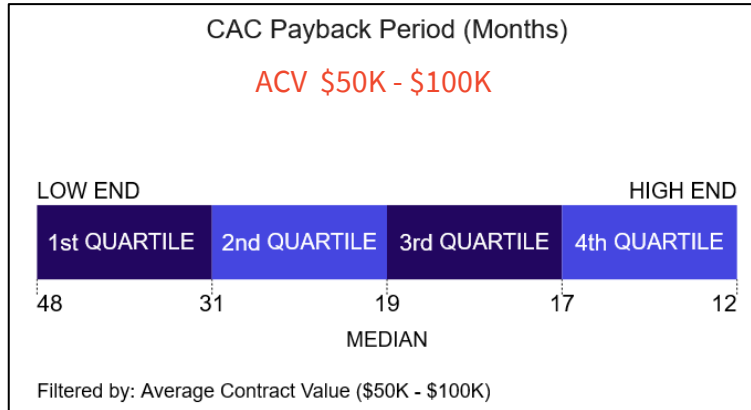 CAC Payback Period (Months)
ACV $50K - $100K
LOW END HIGH END
1st QUARTILE 2nd QUARTILE 3rd QUARTILE 4th QUARTILE
48 31 19 17 12
MEDIAN
Filtered by: Average Contract Value ($50K - $100K)